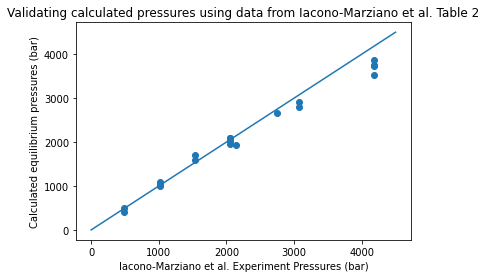 Validating calculated pressures using data from Iacono-Marziano et al. Table 2
Calculated equilibrium pressures (bar)
4000
3000
2000
1000
0
0 1000 2000 3000 4000
Iacono-Marziano et al. Experiment Pressures (bar)